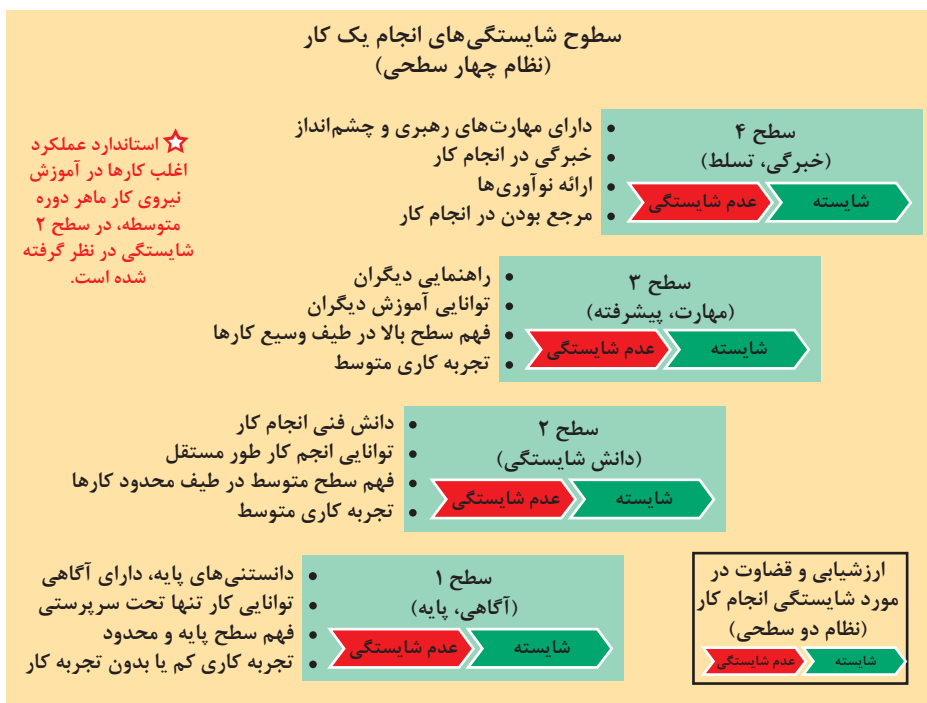 سطوح شایستگی‌های انجام یک کار
(نظام چهار سطحی)
سطح ۴
(خبرگی، تسلط)
شایسته
عدم شایستگی
• دارای مهارت‌های رهبری و چشم‌انداز
• خبرگی در انجام کار
• ارائه نوآوری‌ها
• مرجع بودن در انجام کار
استاندارد عملکرد
اغلب کارها در آموزش
نیروی کار ماهر دوره
متوسطه، در سطح ۲
شایستگی در نظر گرفته
شده است.
سطح ۳
(مهارت، پیشرفته)
شایسته
عدم شایستگی
• راهنمایی دیگران
• توانایی آموزش دیگران
• فهم سطح بالا در طیف وسیع کارها
• تجربه کاری متوسط
سطح ۲
(دانش شایستگی)
شایسته
عدم شایستگی
• دانش فنی انجام کار
• توانایی انجم کار طور مستقل
• فهم سطح متوسط در طیف محدود کارها
• تجربه کاری متوسط
سطح ۱
(آگاهی، پایه)
شایسته
عدم شایستگی
• دانستنی‌های پایه، دارای آگاهی
• توانایی کار تنها تحت سرپرستی
• فهم سطح پایه و محدود
• تجربه کاری کم یا بدون تجربه کار
ارزشیابی و قضاوت در
مورد شایستگی انجام کار
(نظام دو سطحی)
شایسته
عدم شایستگی